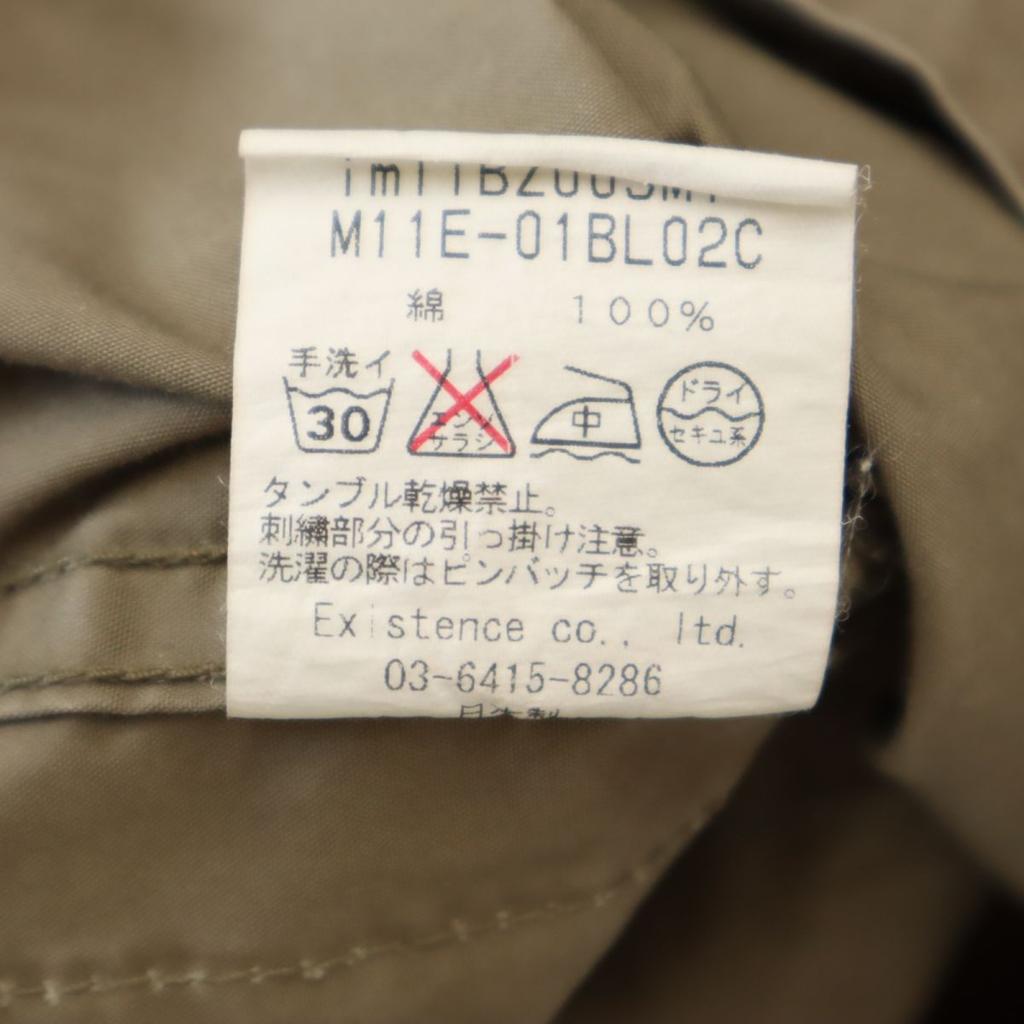 M11E-01BL02C
綿 100%
手洗イ
30
エンソ
サラシ
中
ドライ
セキユ系
タンブル乾燥禁止。
刺繍部分の引っ掛け注意。
洗濯の際はピンバッチを取り外す。
Existence co., ltd.
03-6415-8286